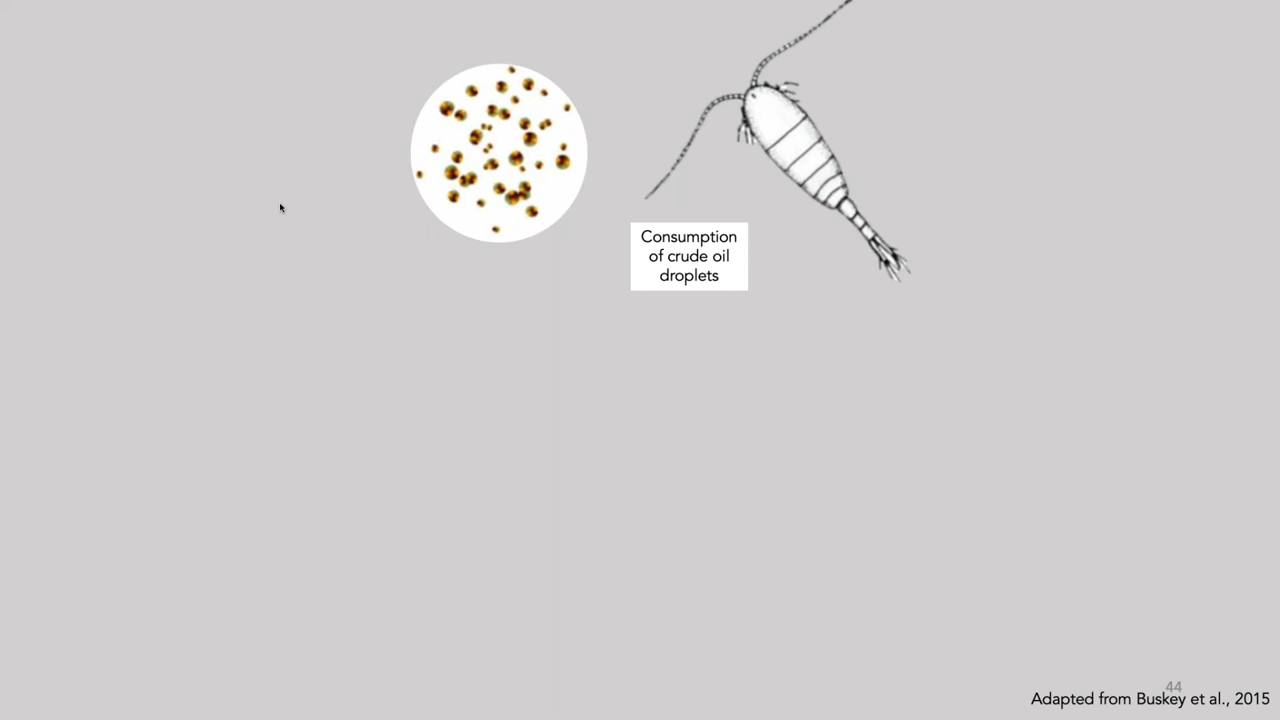 Consumption
of crude oil
droplets
44
Adapted from Buskey et al., 2015